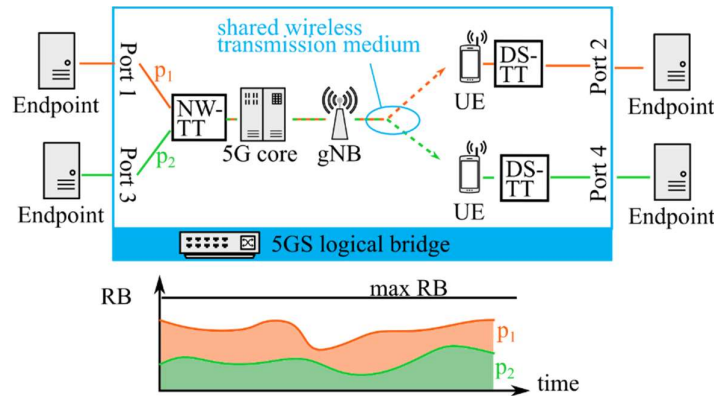 shared wireless
transmission medium
Port 1
Port 2
p₁
Endpoint
NW-
TT
5G core
gNB
UE
DS-
TT
Endpoint
Port 3
p₂
Endpoint
UE
DS-
TT
Port 4
Endpoint
5GS logical bridge
RB
max RB
p₁
p₂
time